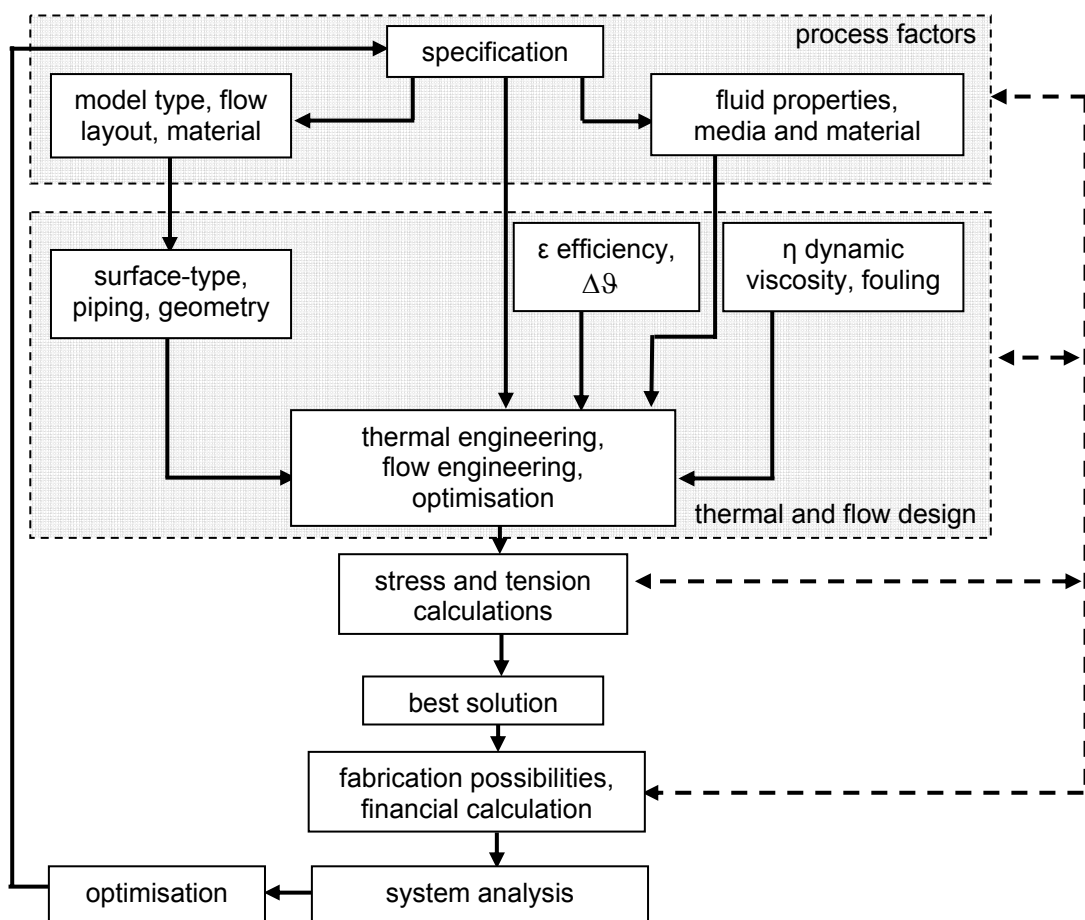 process factors
specification
model type, flow
layout, material
fluid properties,
media and material
surface-type,
piping, geometry
ε efficiency,
Δϑ
η dynamic
viscosity, fouling
thermal engineering,
flow engineering,
optimisation
thermal and flow design
stress and tension
calculations
best solution
fabrication possibilities,
financial calculation
optimisation
system analysis